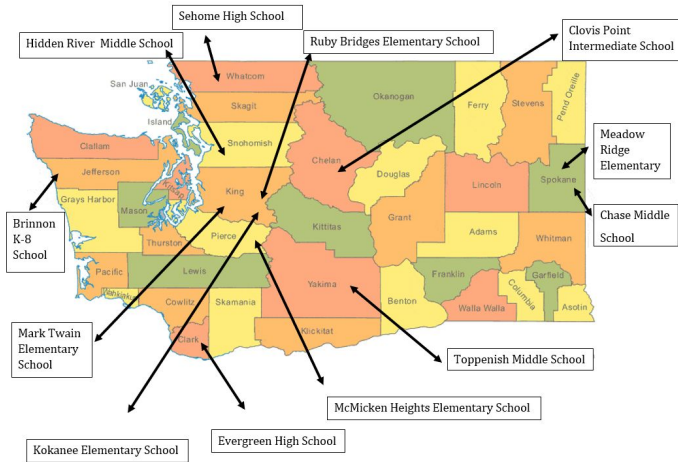 Sehome High School
Hidden River Middle School
Ruby Bridges Elementary School
Clovis Point
Intermediate School
Whatcom
San Juan
Skagit
Okanogan
Ferry
Stevens
Pend Oreille
Island
Snohomish
Chelan
Douglas
Clallam
Jefferson
King
Lincoln
Spokane
Meadow
Ridge
Elementary
Grays Harbor
Mason
Kittitas
Grant
Adams
Whitman
Chase Middle
School
Brinnon
K-8
School
Thurston
Pierce
Pacific
Lewis
Yakima
Franklin
Garfield
Columbia
Cowlitz
Skamania
Benton
Walla Walla
Asotin
Klickitat
Clark
Mark Twain
Elementary
School
Toppenish Middle School
McMicken Heights Elementary School
Evergreen High School
Kokanee Elementary School